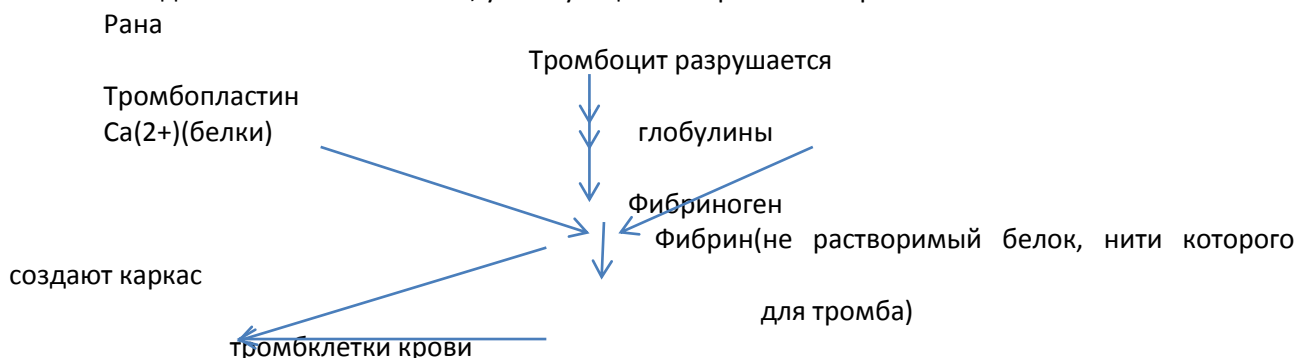 Рана
Тромбоцит разрушается
Тромбопластин
Ca(2+)(белки) глобулины
Фибриноген
Фибрин(не растворимый белок, нити которого
создают каркас
для тромба)
тромбклетки крови